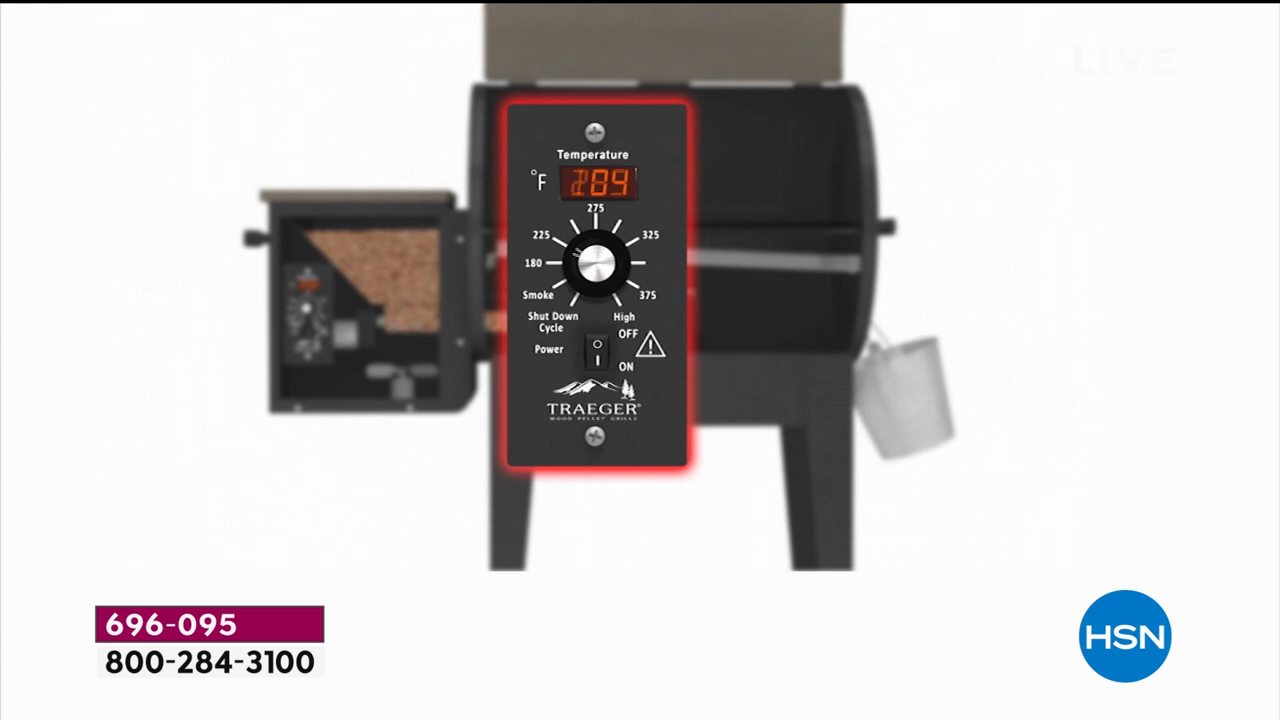 LIVE
Temperature
°F
275
225
325
180
Smoke
375
Shut Down
Cycle
High
OFF
Power
ON
TRAEGER®
WOOD PELLET GRILLS
696-095
800-284-3100
HSN